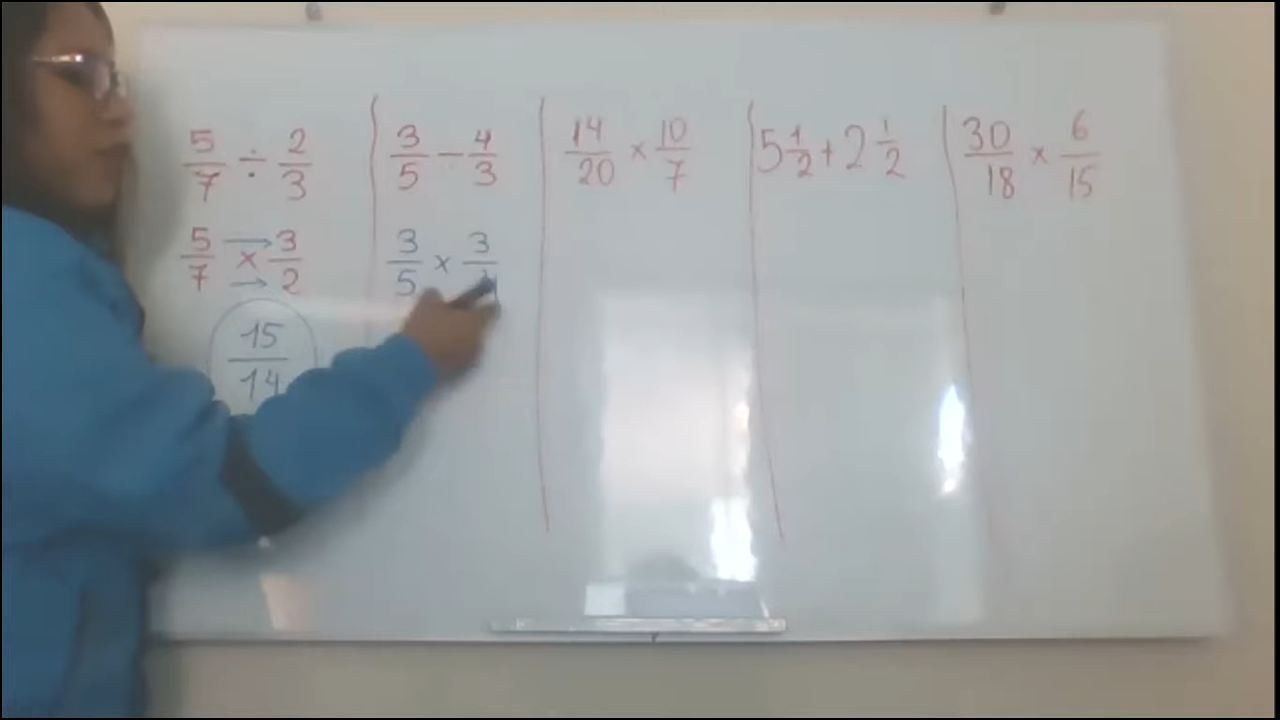 5/7 ÷ 2/3
5/7 × 3/2
15/14
3/5 − 4/3
3/5 × 3/4
14/20 × 10/7
5 1/2 + 2 1/2
30/18 × 6/15